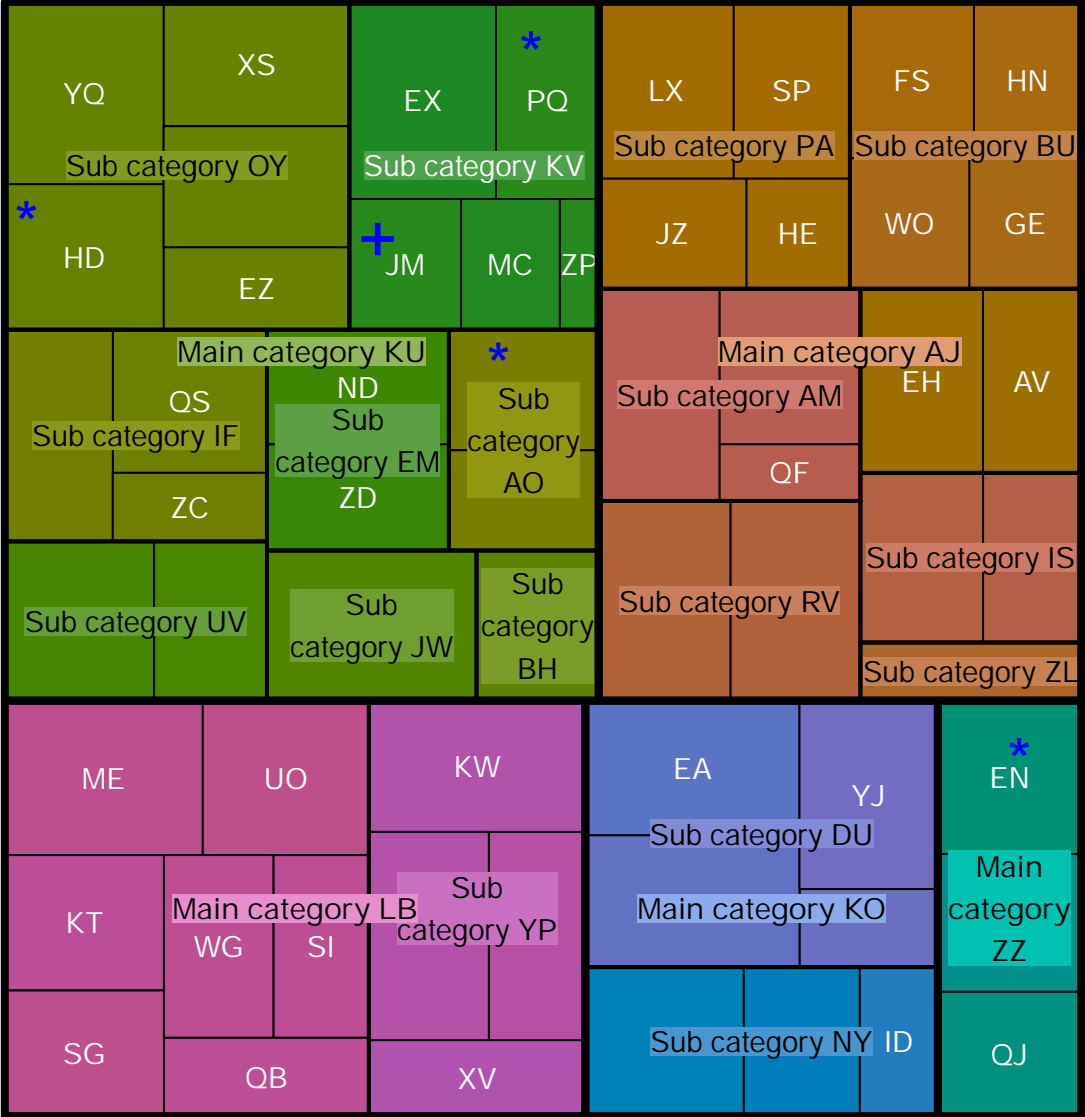 YQ
XS
Sub category OY
*
HD
EZ
EX
*
PQ
Sub category KV
+
JM
MC
ZP
LX
SP
Sub category PA
JZ
HE
FS
HN
Sub category BU
WO
GE
Main category KU
QS
Sub category IF
ZC
ND
Sub
category EM
ZD
*
Sub
category
AO
Sub category UV
Sub
category JW
Sub
category
BH
Main category AJ
Sub category AM
QF
EH
AV
Sub category IS
Sub category RV
Sub category ZL
ME
UO
KT
Main category LB
WG
SI
SG
QB
KW
Sub
category YP
XV
EA
YJ
Sub category DU
Main category KO
Sub category NY
ID
*
EN
Main
category
ZZ
QJ